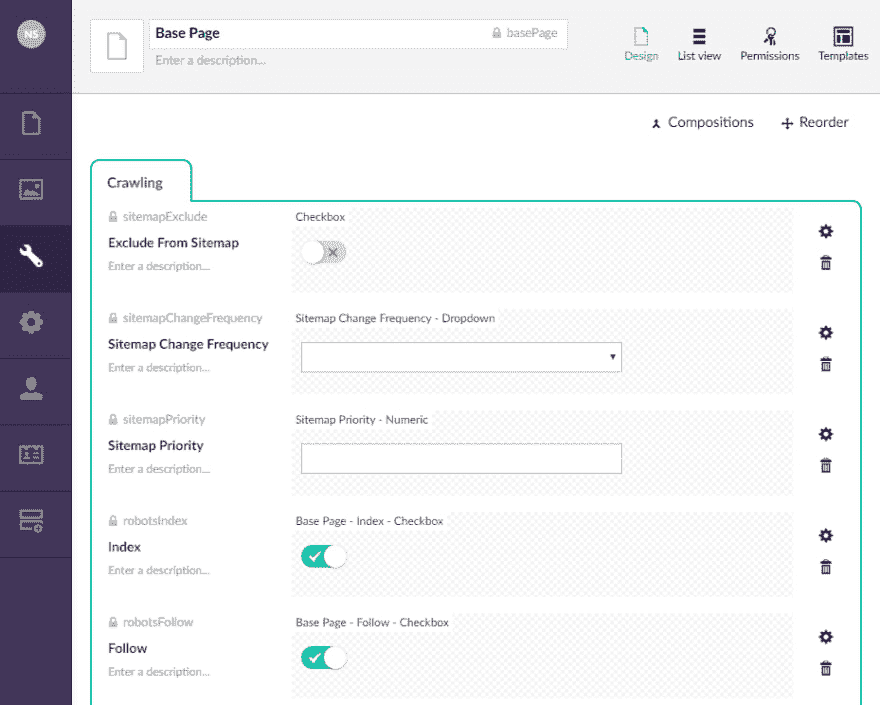 NS
Base Page
basePage
Enter a description...
Design
List view
Permissions
Templates
Compositions
Reorder
Crawling
sitemapExclude
Exclude From Sitemap
Enter a description...
Checkbox
sitemapChangeFrequency
Sitemap Change Frequency
Enter a description...
Sitemap Change Frequency - Dropdown
sitemapPriority
Sitemap Priority
Enter a description...
Sitemap Priority - Numeric
robotsIndex
Index
Enter a description...
Base Page - Index - Checkbox
robotsFollow
Follow
Enter a description...
Base Page - Follow - Checkbox